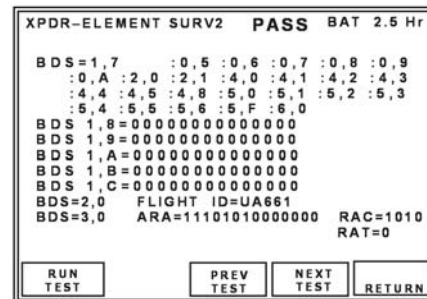 XPDR–ELEMENT SURV2 PASS BAT 2.5 Hr
BDS=1,7 :0,5 :0,6 :0,7 :0,8 :0,9
:0,A :2,0 :2,1 :4,0 :4,1 :4,2 :4,3
:4,4 :4,5 :4,8 :5,0 :5,1 :5,2 :5,3
:5,4 :5,5 :5,6 :5,F :6,0
BDS 1,8=00000000000000
BDS 1,9=00000000000000
BDS 1,A=00000000000000
BDS 1,B=00000000000000
BDS 1,C=00000000000000
BDS=2,0 FLIGHT ID=UA661
BDS=3,0 ARA=11101010000000 RAC=1010
RAT=0
RUN TEST
PREV TEST
NEXT TEST
RETURN